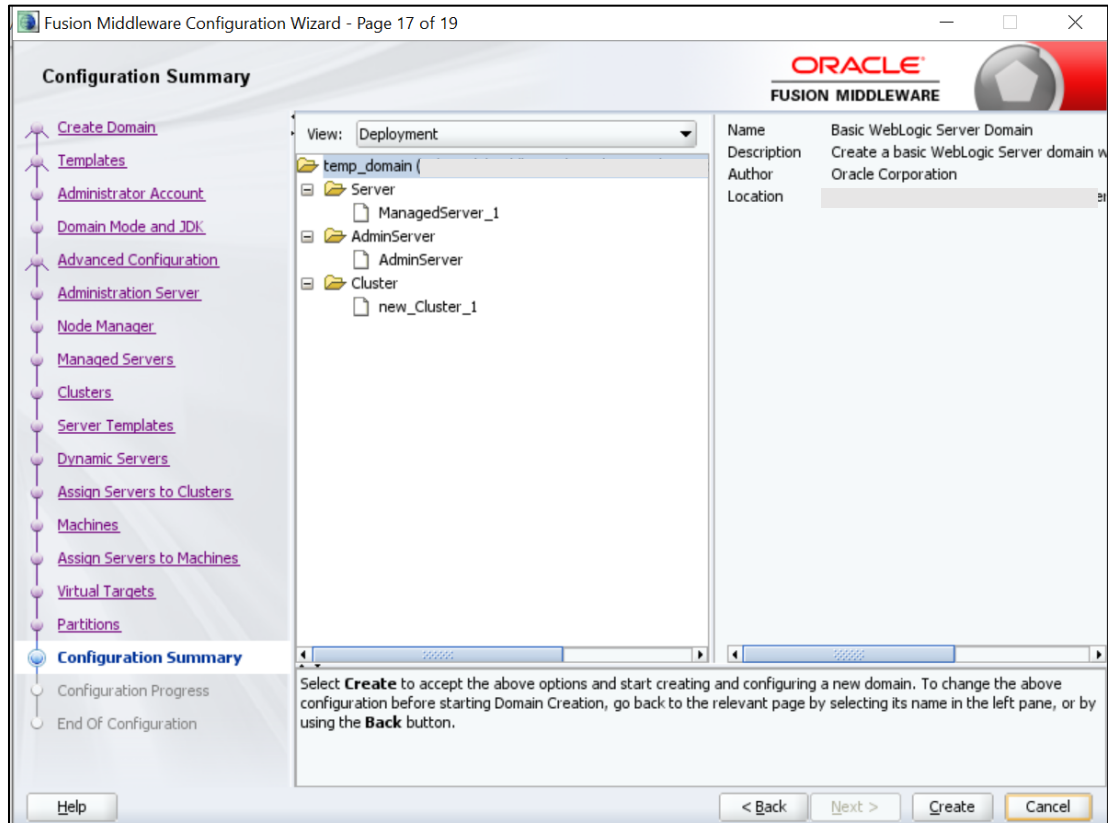 Fusion Middleware Configuration Wizard - Page 17 of 19
Configuration Summary
ORACLE
FUSION MIDDLEWARE
Create Domain
Templates
Administrator Account
Domain Mode and JDK
Advanced Configuration
Administration Server
Node Manager
Managed Servers
Clusters
Server Templates
Dynamic Servers
Assign Servers to Clusters
Machines
Assign Servers to Machines
Virtual Targets
Partitions
Configuration Summary
Configuration Progress
End Of Configuration
View: Deployment
temp_domain (
Server
ManagedServer_1
AdminServer
AdminServer
Cluster
new_Cluster_1
Name Basic WebLogic Server Domain
Description Create a basic WebLogic Server domain w
Author Oracle Corporation
Location
Select Create to accept the above options and start creating and configuring a new domain. To change the above
configuration before starting Domain Creation, go back to the relevant page by selecting its name in the left pane, or by
using the Back button.
Help
< Back Next > Create Cancel